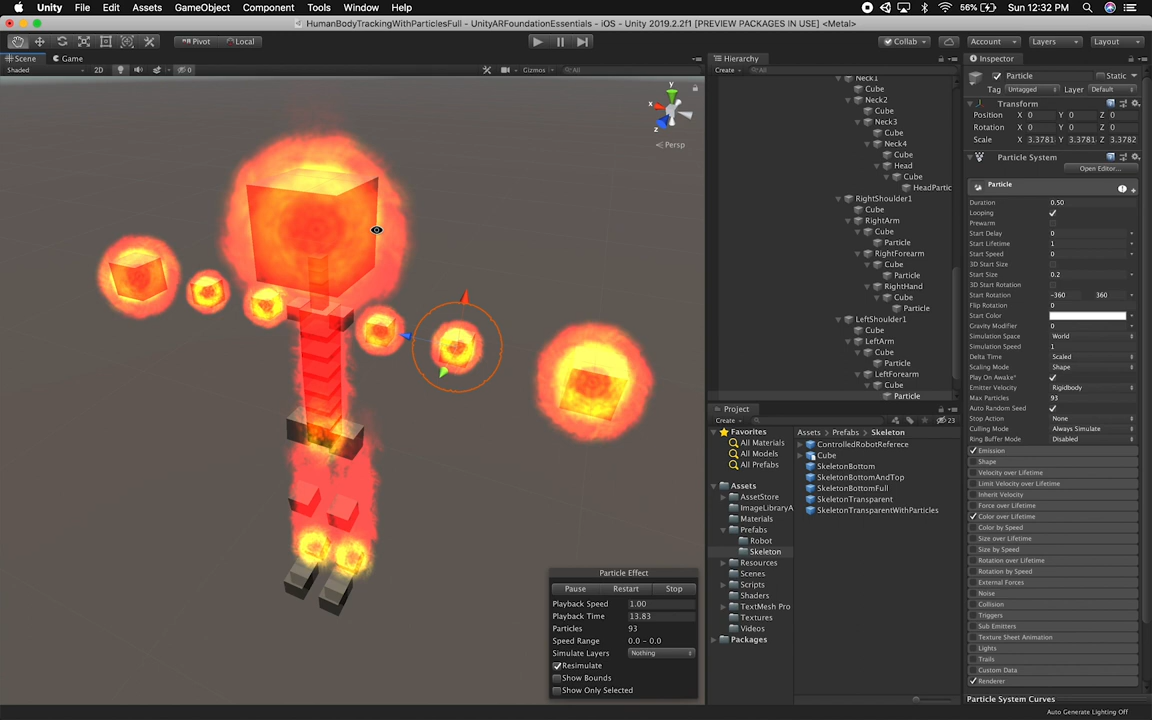 Unity File Edit Assets GameObject Component Window Help 56% Sun 12:32 PM
HumanBodyTrackingWithParticlesFull - UnityARFoundationEssentials - iOS - Unity 2019.2.2f1 [PREVIEW PACKAGES IN USE] <Metal>
Pivot Local Collab Account Layers Layout
Scene Game
Shaded 2D 0 Gizmos All
x y z
Persp
Hierarchy
Create All
Neck1
Cube
Neck2
Cube
Neck3
Cube
Neck4
Cube
Head
Cube
HeadPartic
RightShoulder1
Cube
RightArm
Cube
Particle
RightForearm
Cube
Particle
RightHand
Cube
Particle
LeftShoulder1
Cube
LeftArm
Cube
Particle
LeftForearm
Cube
Particle
Inspector
Particle Static
Tag Untagged Layer Default
Transform
Position X 0 Y 0 Z 0
Rotation X 0 Y 0 Z 0
Scale X 3.3781 Y 3.3781 Z 3.3782
Particle System
Open Editor...
Particle
Duration 0.50
Looping
Prewarm
Start Delay 0
Start Lifetime 1
Start Speed 0
3D Start Size
Start Size 0.2
3D Start Rotation
Start Rotation -360 360
Flip Rotation 0
Start Color
Gravity Modifier 0
Simulation Space World
Simulation Speed 1
Delta Time Scaled
Scaling Mode Shape
Play On Awake*
Emitter Velocity Rigidbody
Max Particles 93
Auto Random Seed
Stop Action None
Culling Mode Always Simulate
Ring Buffer Mode Disabled
Emission
Shape
Velocity over Lifetime
Limit Velocity over Lifetime
Inherit Velocity
Force over Lifetime
Color over Lifetime
Color by Speed
Size over Lifetime
Size by Speed
Rotation over Lifetime
Rotation by Speed
External Forces
Noise
Collision
Triggers
Sub Emitters
Texture Sheet Animation
Lights
Trails
Custom Data
Renderer
Particle System Curves
Auto Generate Lighting Off
Project
Create 23
Favorites
All Materials
All Models
All Prefabs
Assets
AssetStore
ImageLibraryA
Materials
Prefabs
Robot
Skeleton
Resources
Scenes
Scripts
Shaders
TextMesh Pro
Textures
Videos
Packages
Assets Prefabs Skeleton
ControlledRobotReferece
Cube
SkeletonBottom
SkeletonBottomAndTop
SkeletonBottomFull
SkeletonTransparent
SkeletonTransparentWithParticles
Particle Effect
Pause Restart Stop
Playback Speed 1.00
Playback Time 13.83
Particles 93
Speed Range 0.0 - 0.0
Simulate Layers Nothing
Resimulate
Show Bounds
Show Only Selected